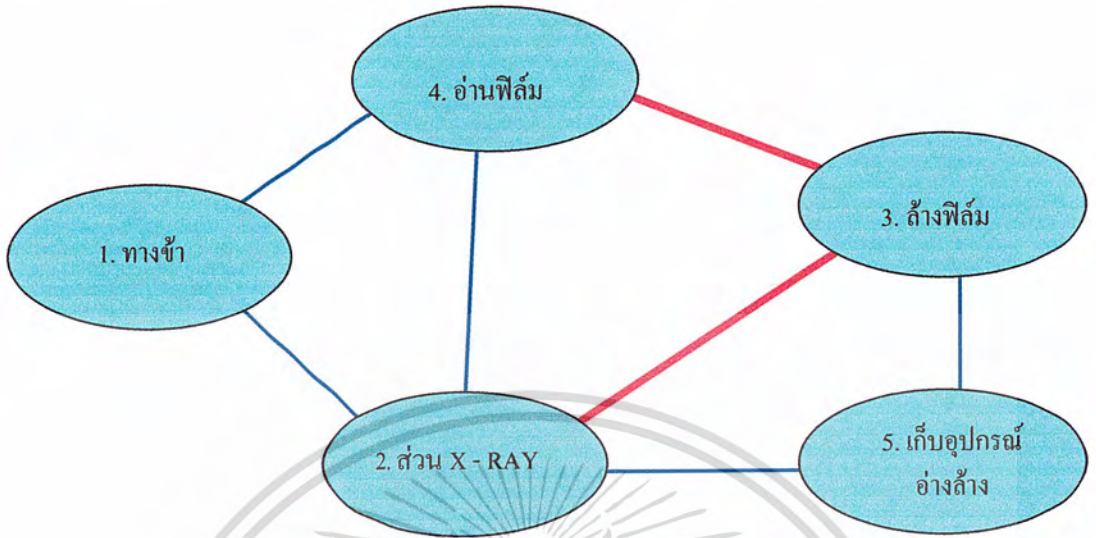 4. อ่านฟิล์ม
3. ล้างฟิล์ม
1. ทางข้า
2. ส่วน X - RAY
5. เก็บอุปกรณ์
อ่างล้าง